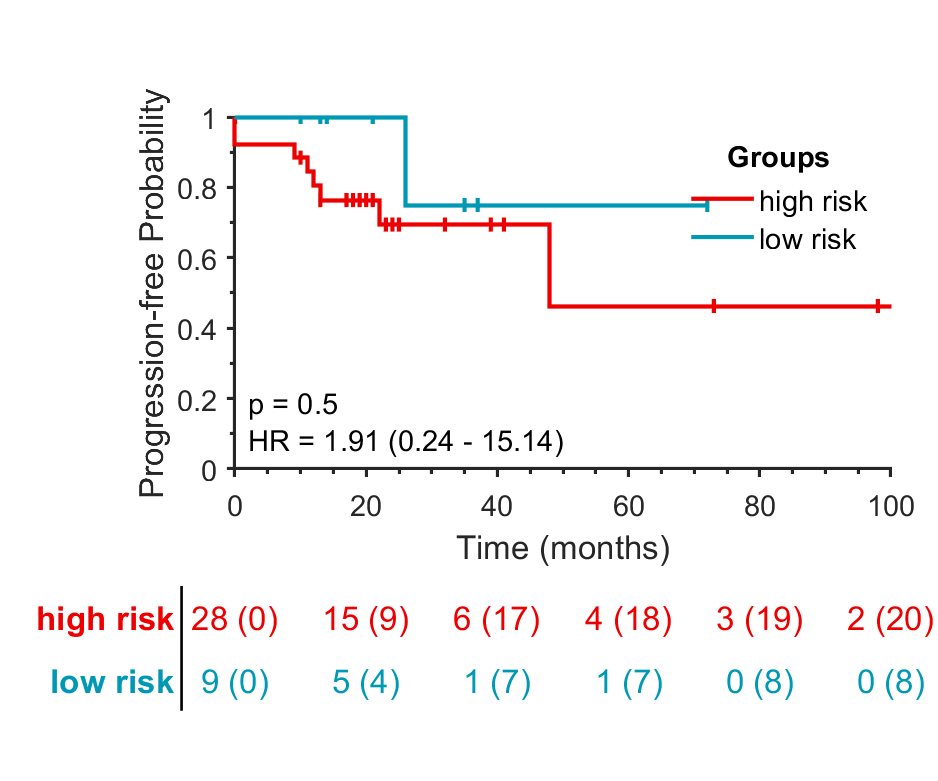 Progression-free Probability
1
0.8
0.6
0.4
0.2
0
Groups
high risk
low risk
p = 0.5
HR = 1.91 (0.24 - 15.14)
0 20 40 60 80 100
Time (months)
high risk 28 (0) 15 (9) 6 (17) 4 (18) 3 (19) 2 (20)
low risk 9 (0) 5 (4) 1 (7) 1 (7) 0 (8) 0 (8)